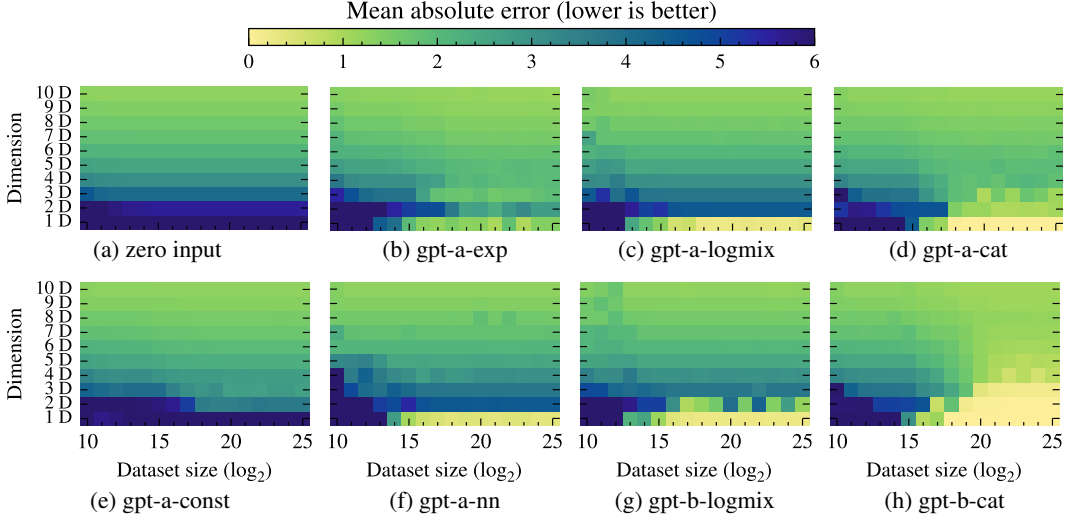 Mean absolute error (lower is better)
0 1 2 3 4 5 6
Dimension
10 D
9 D
8 D
7 D
6 D
5 D
4 D
3 D
2 D
1 D
(a) zero input
(b) gpt-a-exp
(c) gpt-a-logmix
(d) gpt-a-cat
Dimension
10 D
9 D
8 D
7 D
6 D
5 D
4 D
3 D
2 D
1 D
10 15 20 25
10 15 20 25
10 15 20 25
10 15 20 25
Dataset size (log2)
Dataset size (log2)
Dataset size (log2)
Dataset size (log2)
(e) gpt-a-const
(f) gpt-a-nn
(g) gpt-b-logmix
(h) gpt-b-cat